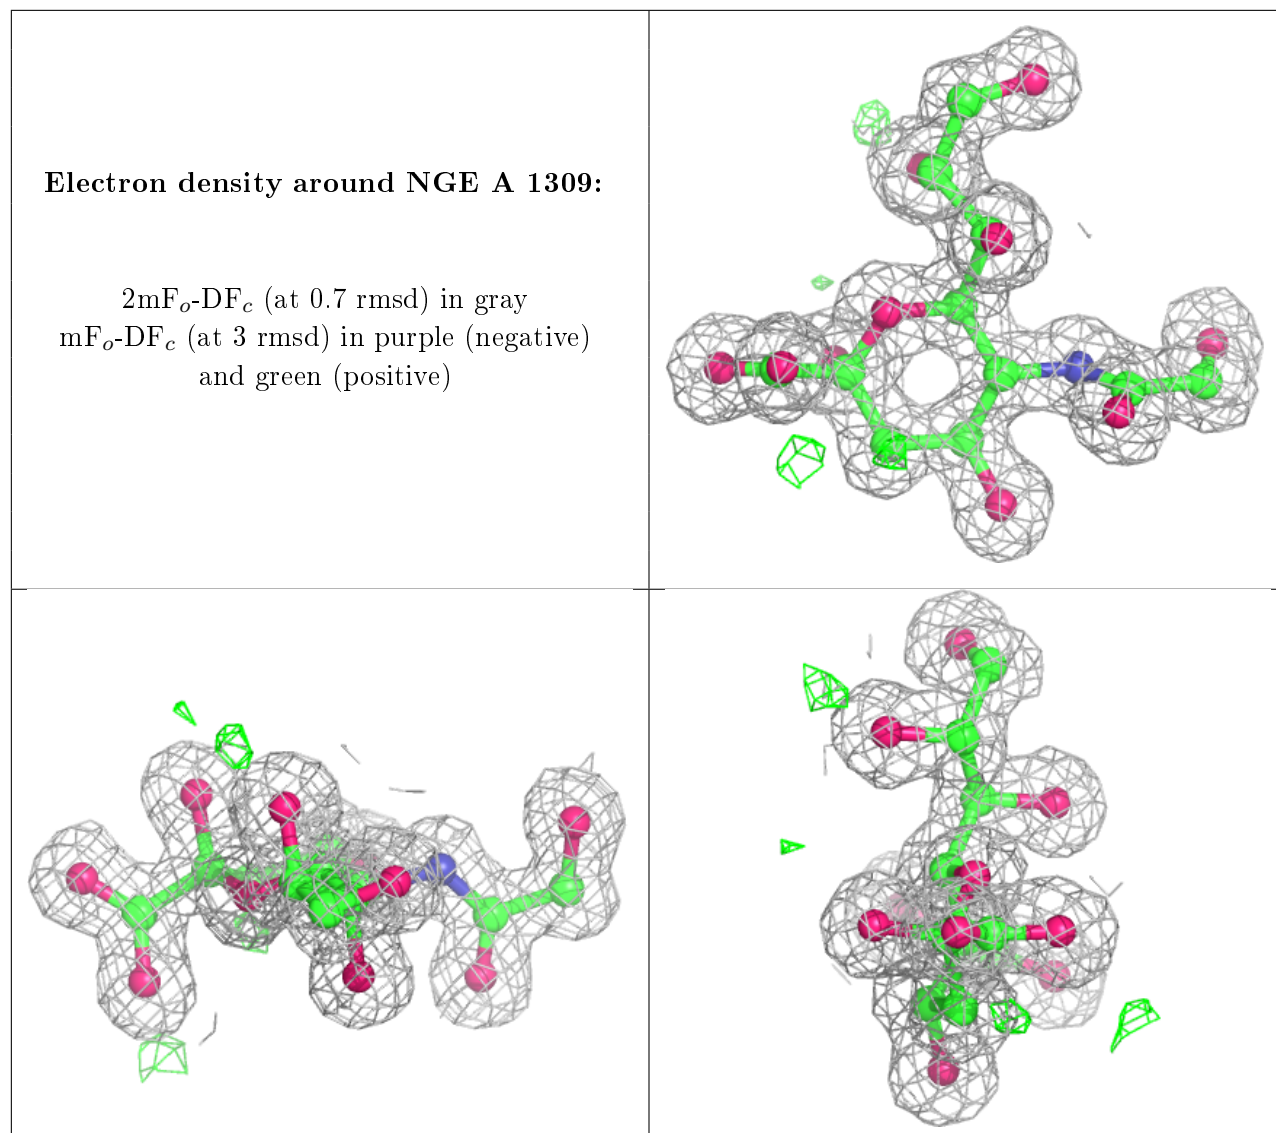 Electron density around NGE A 1309:
2mFₒ-DF𝒸 (at 0.7 rmsd) in gray
mFₒ-DF𝒸 (at 3 rmsd) in purple (negative)
and green (positive)